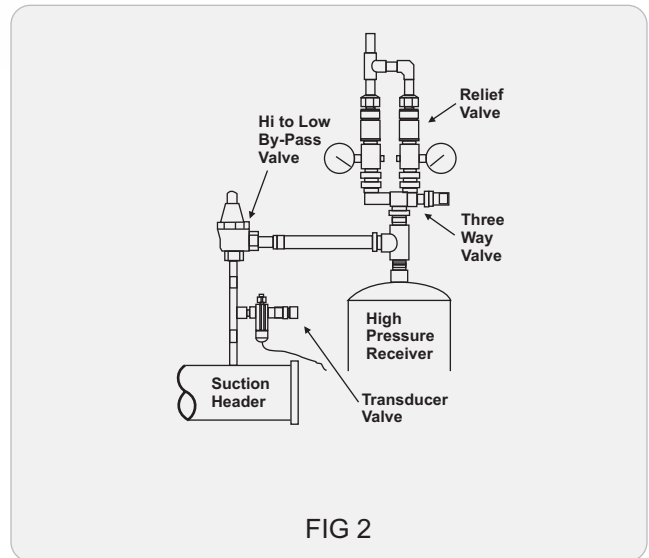 Relief
Valve
Hi to Low
By-Pass
Valve
Three
Way
Valve
High
Pressure
Receiver
Suction
Header
Transducer
Valve
FIG 2